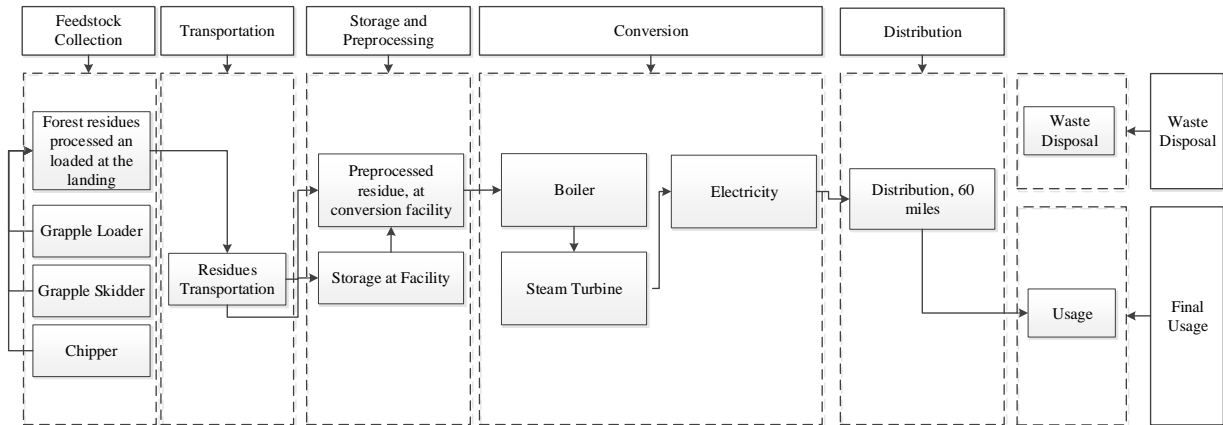 Feedstock
Collection
Transportation
Storage and
Preprocessing
Conversion
Distribution
Forest residues
processed an
loaded at the
landing
Grapple Loader
Grapple Skidder
Chipper
Residues
Transportation
Preprocessed
residue, at
conversion facility
Storage at Facility
Boiler
Steam Turbine
Electricity
Distribution, 60
miles
Waste
Disposal
Usage
Waste
Disposal
Final
Usage